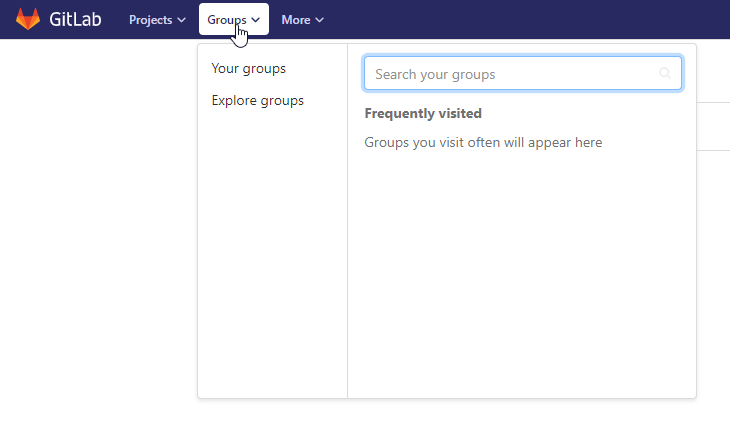 GitLab Projects Groups More
Your groups
Explore groups
Search your groups
Frequently visited
Groups you visit often will appear here